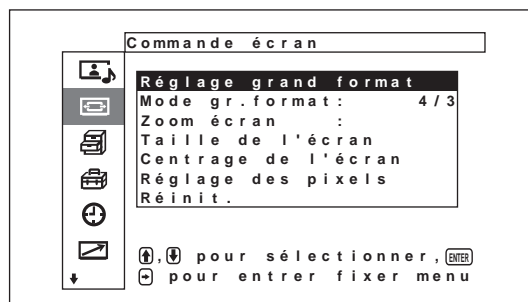 Commande écran
Réglage grand format
Mode gr.format: 4/3
Zoom écran :
Taille de l'écran
Centrage de l'écran
Réglage des pixels
Réinit.
, pour sélectionner, ENTER
pour entrer fixer menu